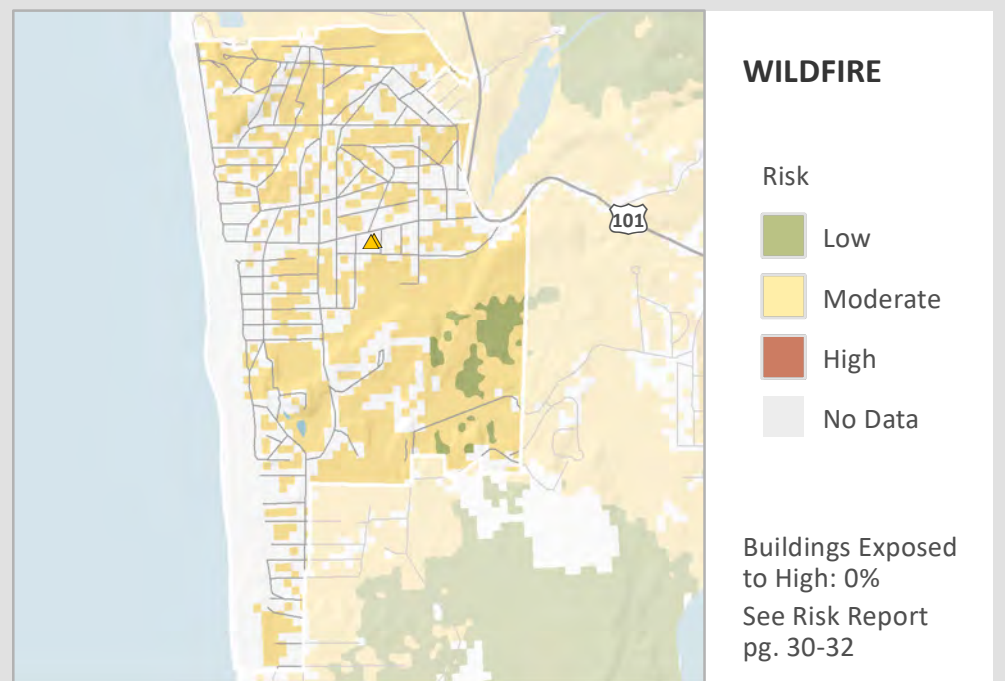 WILDFIRE
Risk
Low
Moderate
High
No Data
101
Buildings Exposed
to High: 0%
See Risk Report
pg. 30-32